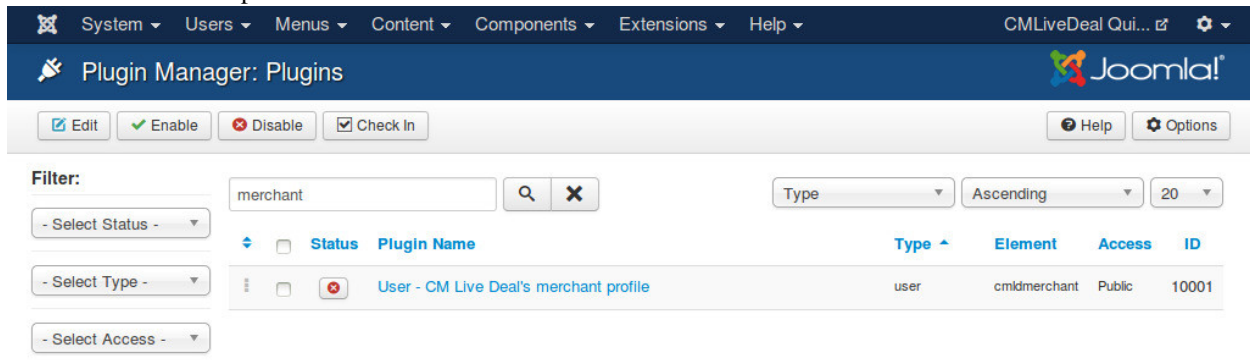 System Users Menus Content Components Extensions Help CMLiveDeal Qui...
Plugin Manager: Plugins Joomla!
Edit Enable Disable Check In Help Options
Filter:
merchant Type Ascending 20
- Select Status -
Status Plugin Name Type Element Access ID
- Select Type - User - CM Live Deal's merchant profile user cmldmerchant Public 10001
- Select Access -